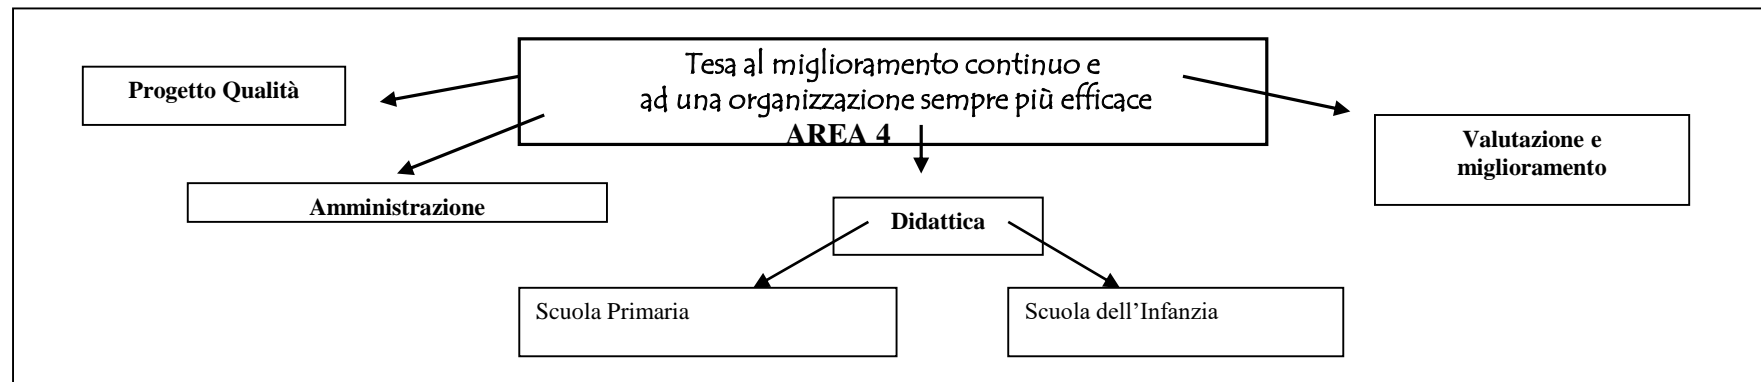 Tesa al miglioramento continuo e
ad una organizzazione sempre più efficace
AREA 4
Progetto Qualità
Valutazione e
miglioramento
Amministrazione
Didattica
Scuola Primaria
Scuola dell’Infanzia